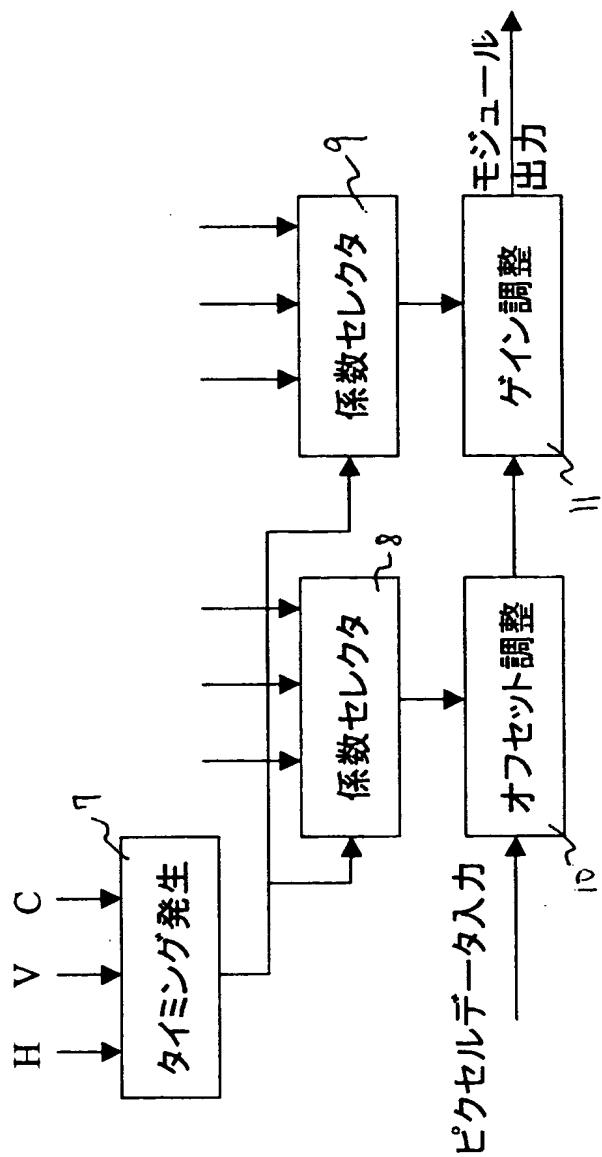 H
V
C
7
タイミング発生
係数セレクタ
8
係数セレクタ
9
ピクセルデータ入力
オフセット調整
10
ゲイン調整
11
モジュール
出力